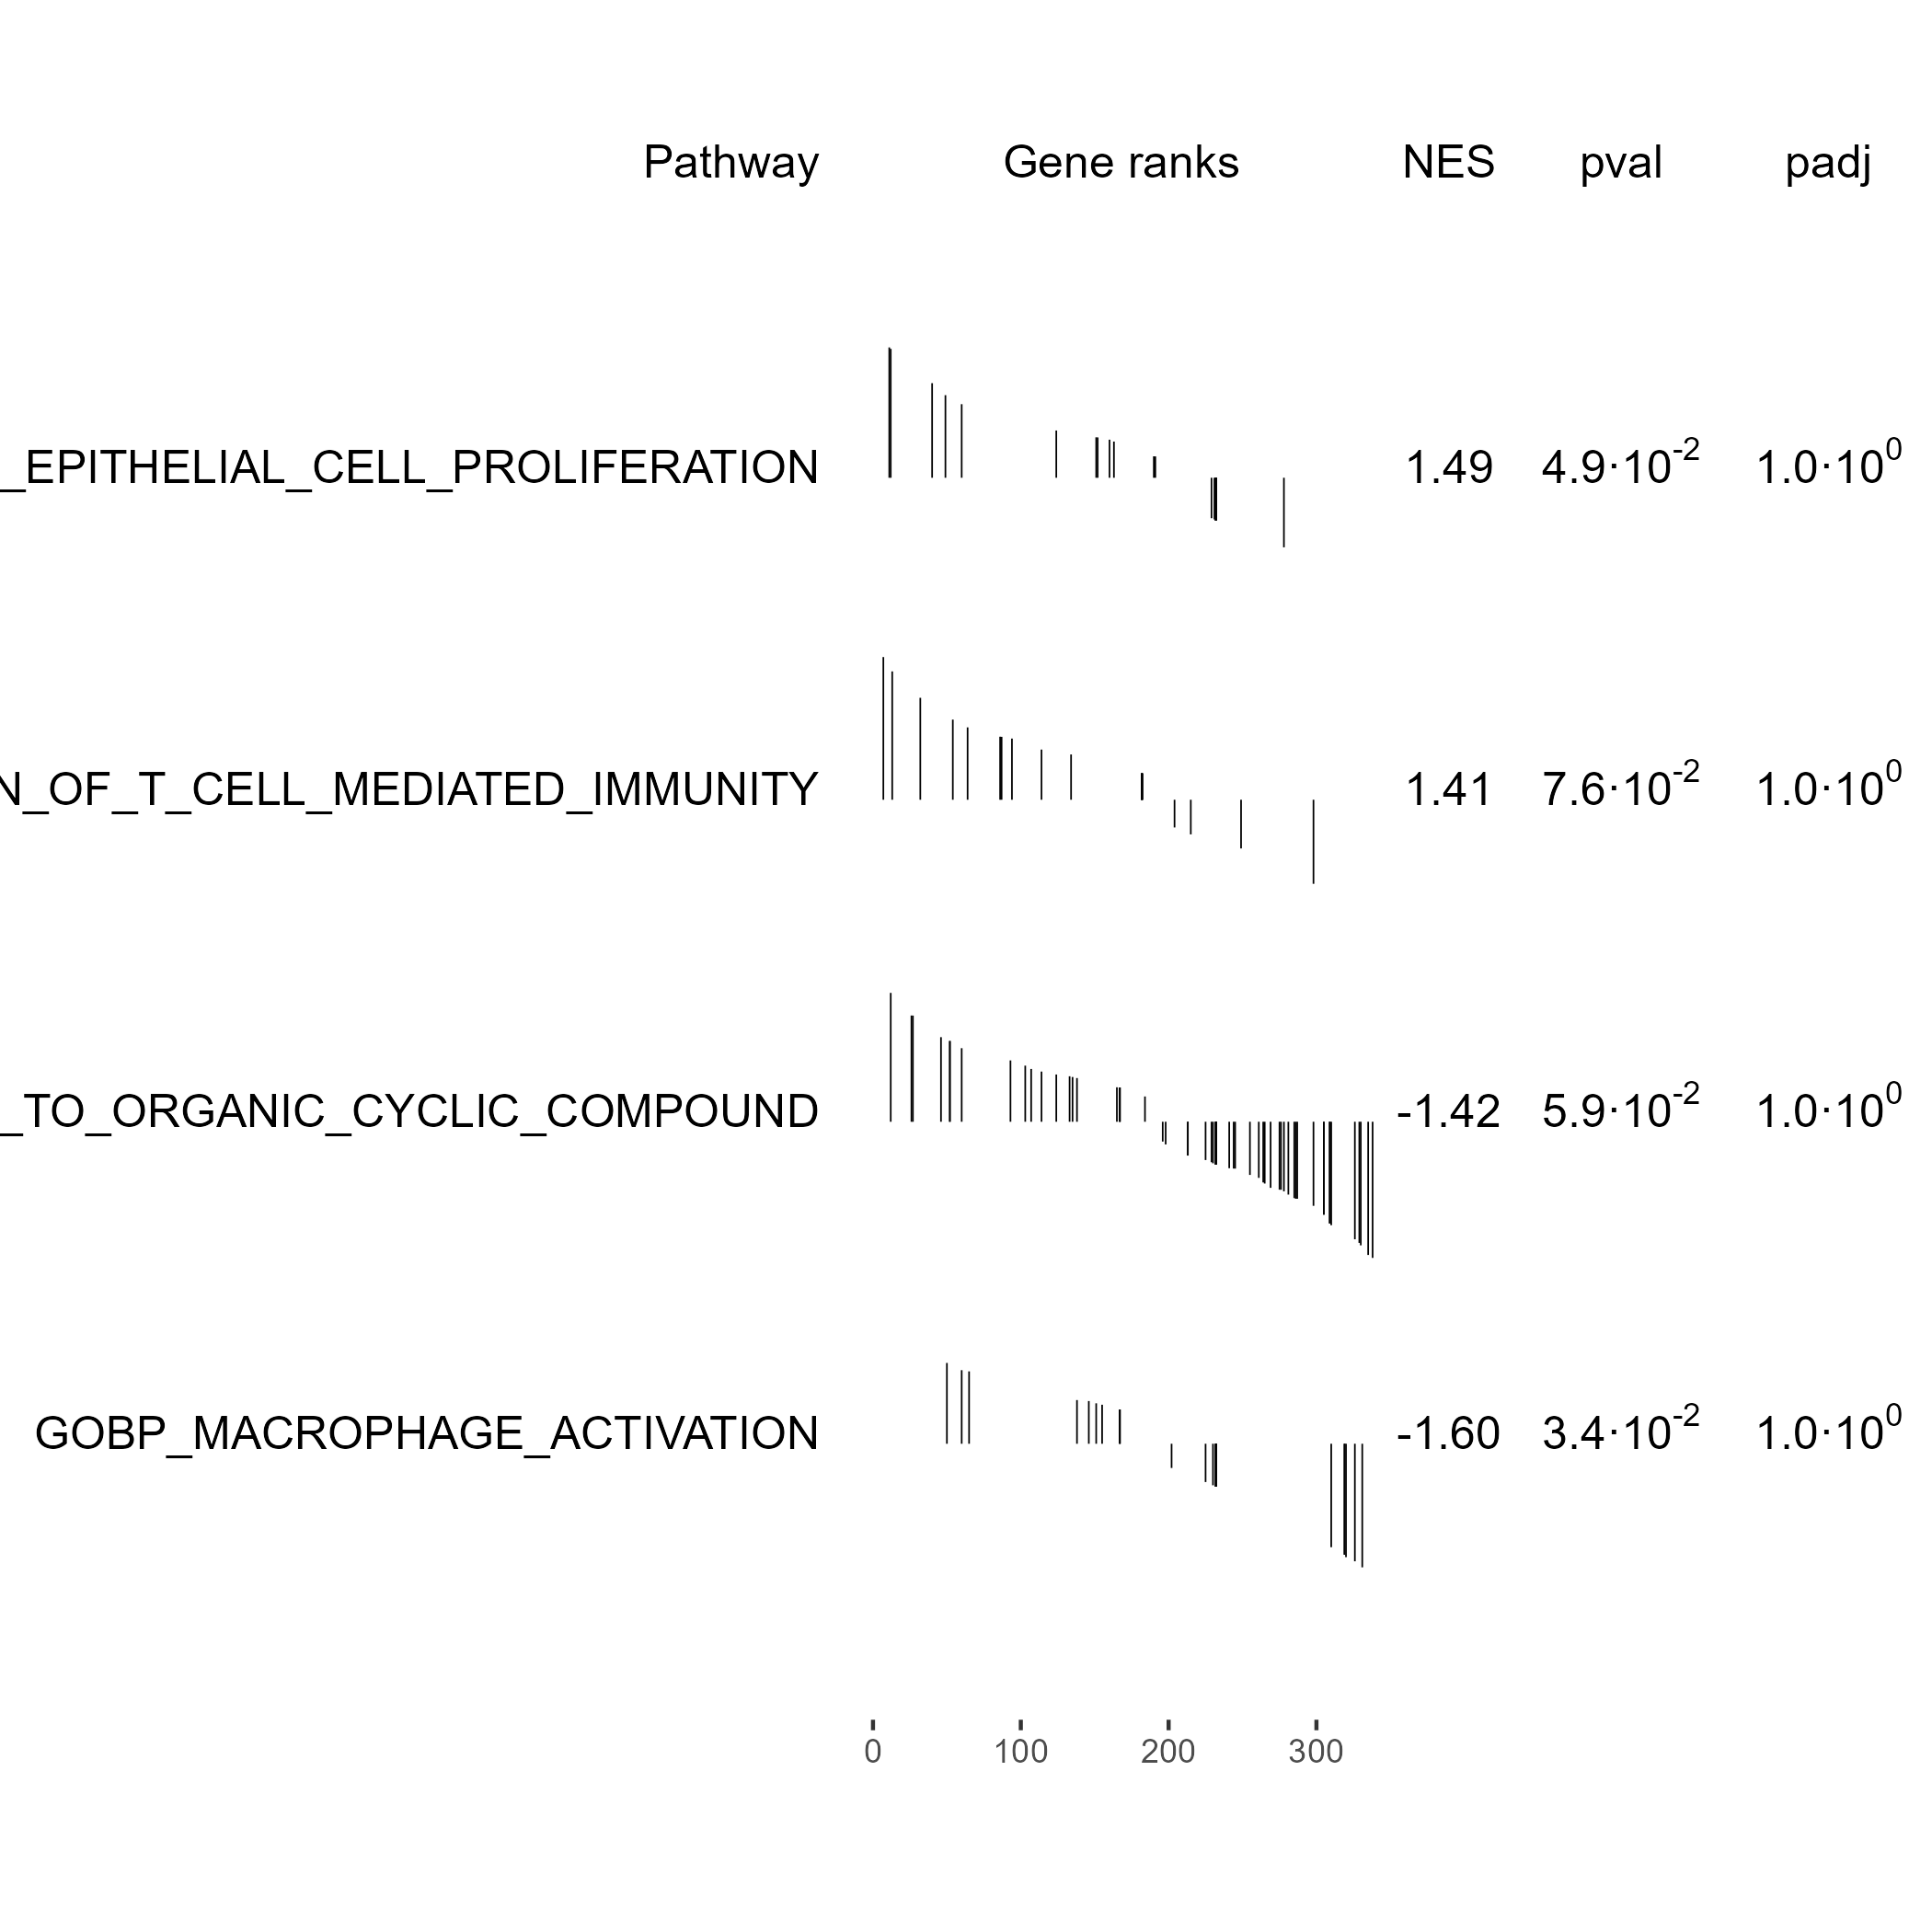 Pathway Gene ranks NES pval padj
_EPITHELIAL_CELL_PROLIFERATION 1.49 4.9·10⁻² 1.0·10⁰
N_OF_T_CELL_MEDIATED_IMMUNITY 1.41 7.6·10⁻² 1.0·10⁰
_TO_ORGANIC_CYCLIC_COMPOUND -1.42 5.9·10⁻² 1.0·10⁰
GOBP_MACROPHAGE_ACTIVATION -1.60 3.4·10⁻² 1.0·10⁰
0 100 200 300